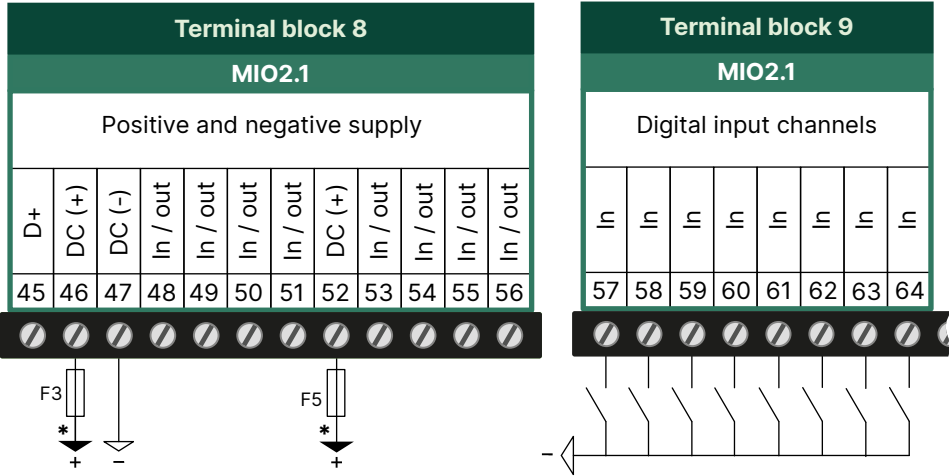 Terminal block 8
MIO2.1
Positive and negative supply
D+ DC (+) DC (-) In / out In / out In / out In / out DC (+) In / out In / out In / out In / out
45 46 47 48 49 50 51 52 53 54 55 56
F3 F5
* *
+ − +
Terminal block 9
MIO2.1
Digital input channels
In In In In In In In In
57 58 59 60 61 62 63 64
−